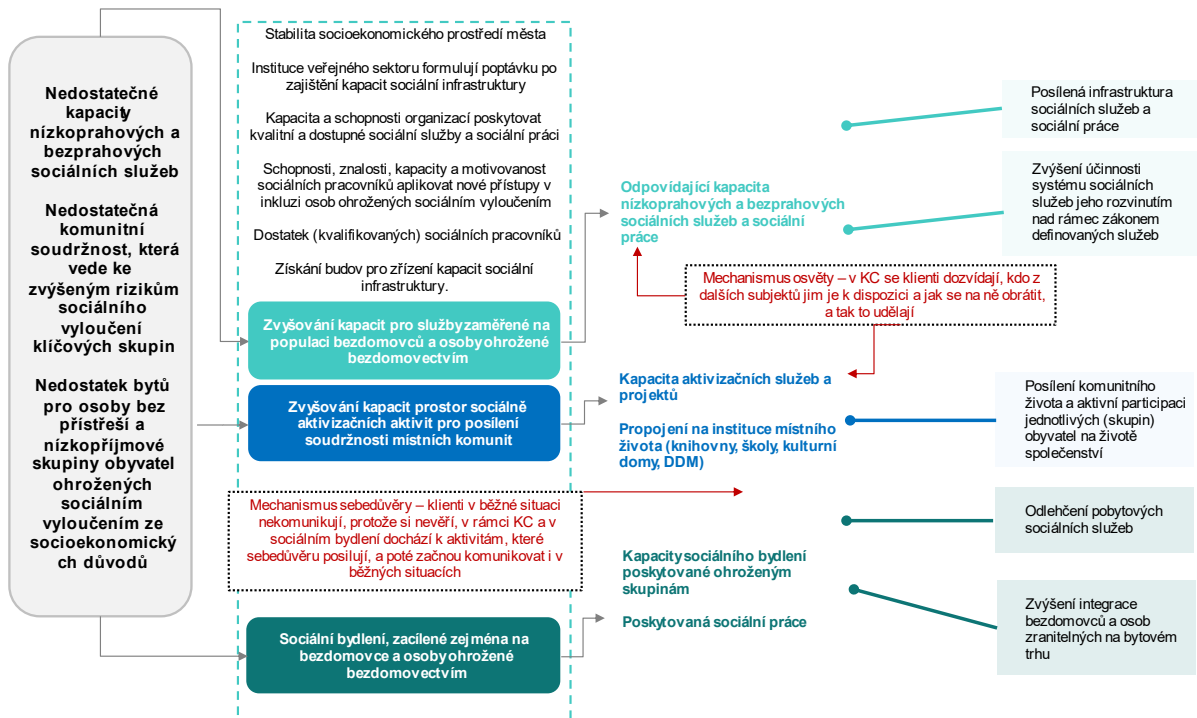 Nedostatečné
kapacity
nízkoprahových a
bezprahových
sociálních služeb
Nedostatečná
komunitní
soudržnost, která
vede ke
zvýšeným rizikům
sociálního
vyloučení
klíčových skupin
Nedostatek bytů
pro osoby bez
přístřeší a
nízkopříjmové
skupiny obyvatel
ohrožených
sociálním
vyloučením ze
socioekonomický
ch důvodů
Stabilita socioekonomického prostředí města
Instituce veřejného sektoru formulují poptávku po
zajištění kapacit sociální infrastruktury
Kapacita a schopnosti organizací poskytovat
kvalitní a dostupné sociální služby a sociální práci
Schopnosti, znalosti, kapacity a motivovanost
sociálních pracovníků aplikovat nové přístupy v
inkluzi osob ohrožených sociálním vyloučením
Dostatek (kvalifikovaných) sociálních pracovníků
Získání budov pro zřízení kapacit sociální
infrastruktury.
Zvyšování kapacit pro služby zaměřené na
populaci bezdomovců a osoby ohrožené
bezdomovectvím
Zvyšování kapacit prostor sociálně
aktivizačních aktivit pro posílení
soudržnosti místních komunit
Mechanismus sebedůvěry – klienti v běžné situaci
nekomunikují, protože si nevěří, v rámci KC a v
sociálním bydlení dochází k aktivitám, které
sebedůvěru posilují, a poté začnou komunikovat i v
běžných situacích
Sociální bydlení, zacílené zejména na
bezdomovce a osoby ohrožené
bezdomovectvím
Odpovídající kapacita
nízkoprahových a bezprahových
sociálních služeb a sociální
práce
Mechanismus osvěty – v KC se klienti dozvídají, kdo z
dalších subjektů jim je k dispozici a jak se na ně obrátit,
a tak to udělají
Kapacita aktivizačních služeb a
projektů
Propojení na instituce místního
života (knihovny, školy, kulturní
domy, DDM)
Kapacity sociálního bydlení
poskytované ohroženým
skupinám
Poskytovaná sociální práce
Posílená infrastruktura
sociálních služeb a
sociální práce
Zvýšení účinnosti
systému sociálních
služeb jeho rozvinutím
nad rámec zákonem
definovaných služeb
Posílení komunitního
života a aktivní participaci
jednotlivých (skupin)
obyvatel na životě
společenství
Odlehčení pobytových
sociálních služeb
Zvýšení integrace
bezdomovců a osob
zranitelných na bytovém
trhu